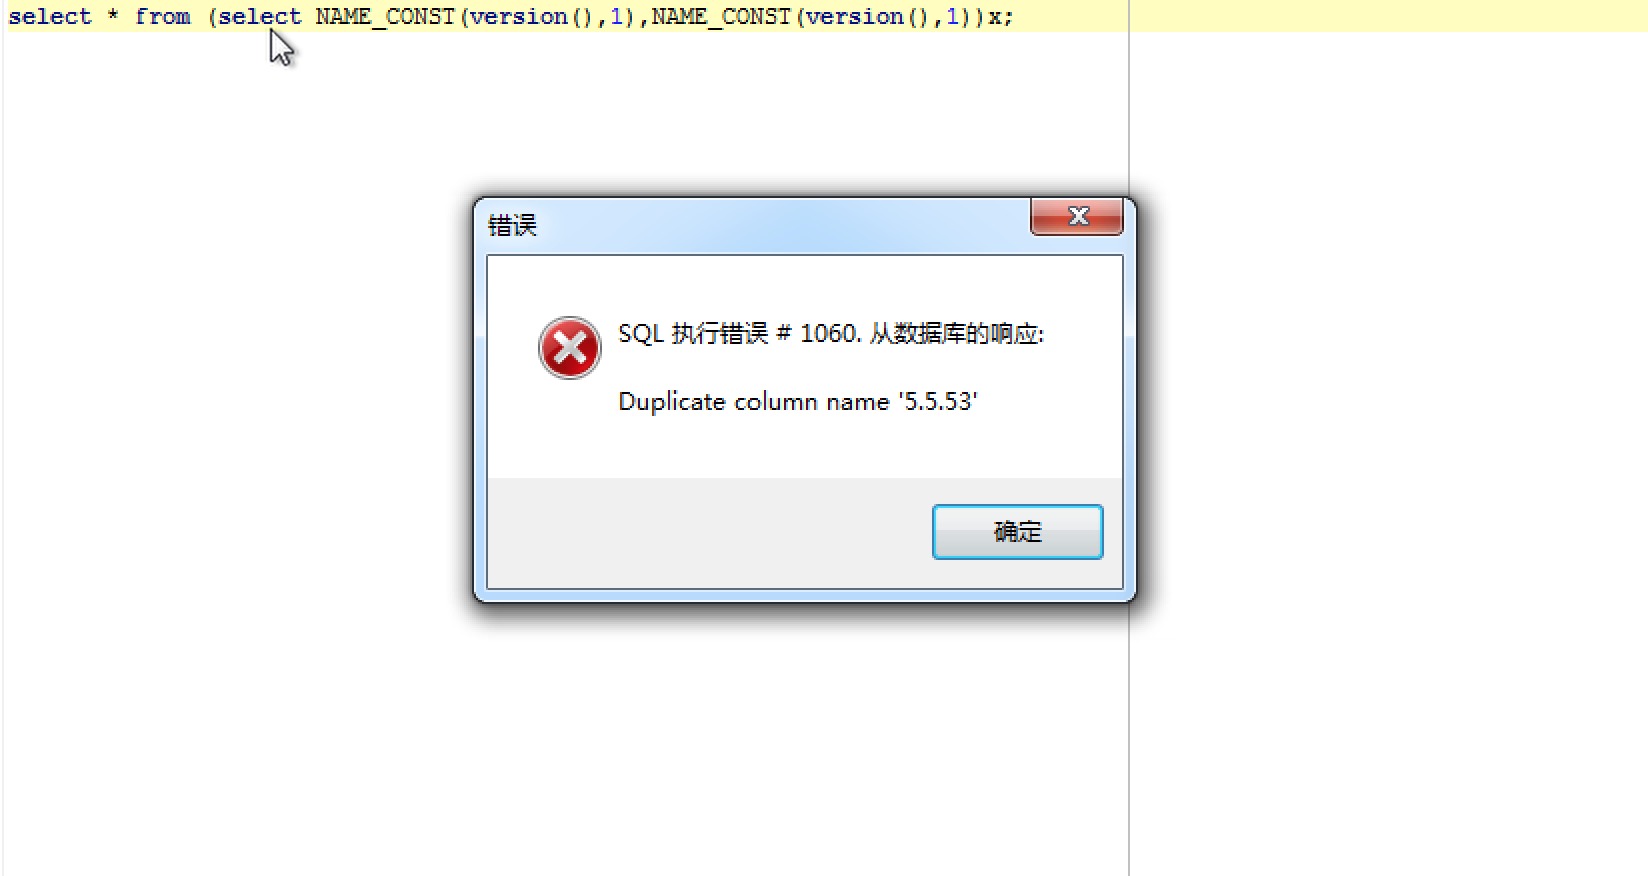 select * from (select NAME_CONST(version(),1),NAME_CONST(version(),1))x;
错误
SQL 执行错误 # 1060. 从数据库的响应:
Duplicate column name '5.5.53'
确定